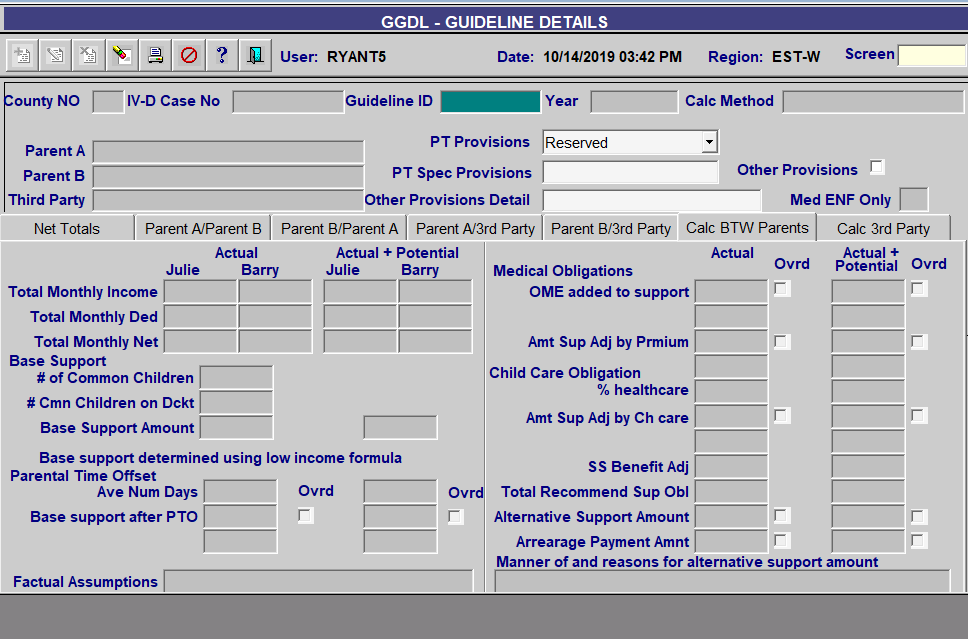 GGDL - GUIDELINE DETAILS
? User: RYANT5 Date: 10/14/2019 03:42 PM Region: EST-W Screen
County NO IV-D Case No Guideline ID Year Calc Method
Parent A PT Provisions Reserved
Parent B PT Spec Provisions Other Provisions
Third Party Other Provisions Detail Med ENF Only
Net Totals Parent A/Parent B Parent B/Parent A Parent A/3rd Party Parent B/3rd Party Calc BTW Parents Calc 3rd Party
Actual Actual + Potential
Julie Barry Julie Barry
Total Monthly Income
Total Monthly Ded
Total Monthly Net
Base Support
# of Common Children
# Cmn Children on Dckt
Base Support Amount
Base support determined using low income formula
Parental Time Offset
Ave Num Days Ovrd Ovrd
Base support after PTO
Factual Assumptions
Actual Ovrd Actual + Potential Ovrd
Medical Obligations
OME added to support
Amt Sup Adj by Prmium
Child Care Obligation
% healthcare
Amt Sup Adj by Ch care
SS Benefit Adj
Total Recommend Sup Obl
Alternative Support Amount
Arrearage Payment Amnt
Manner of and reasons for alternative support amount